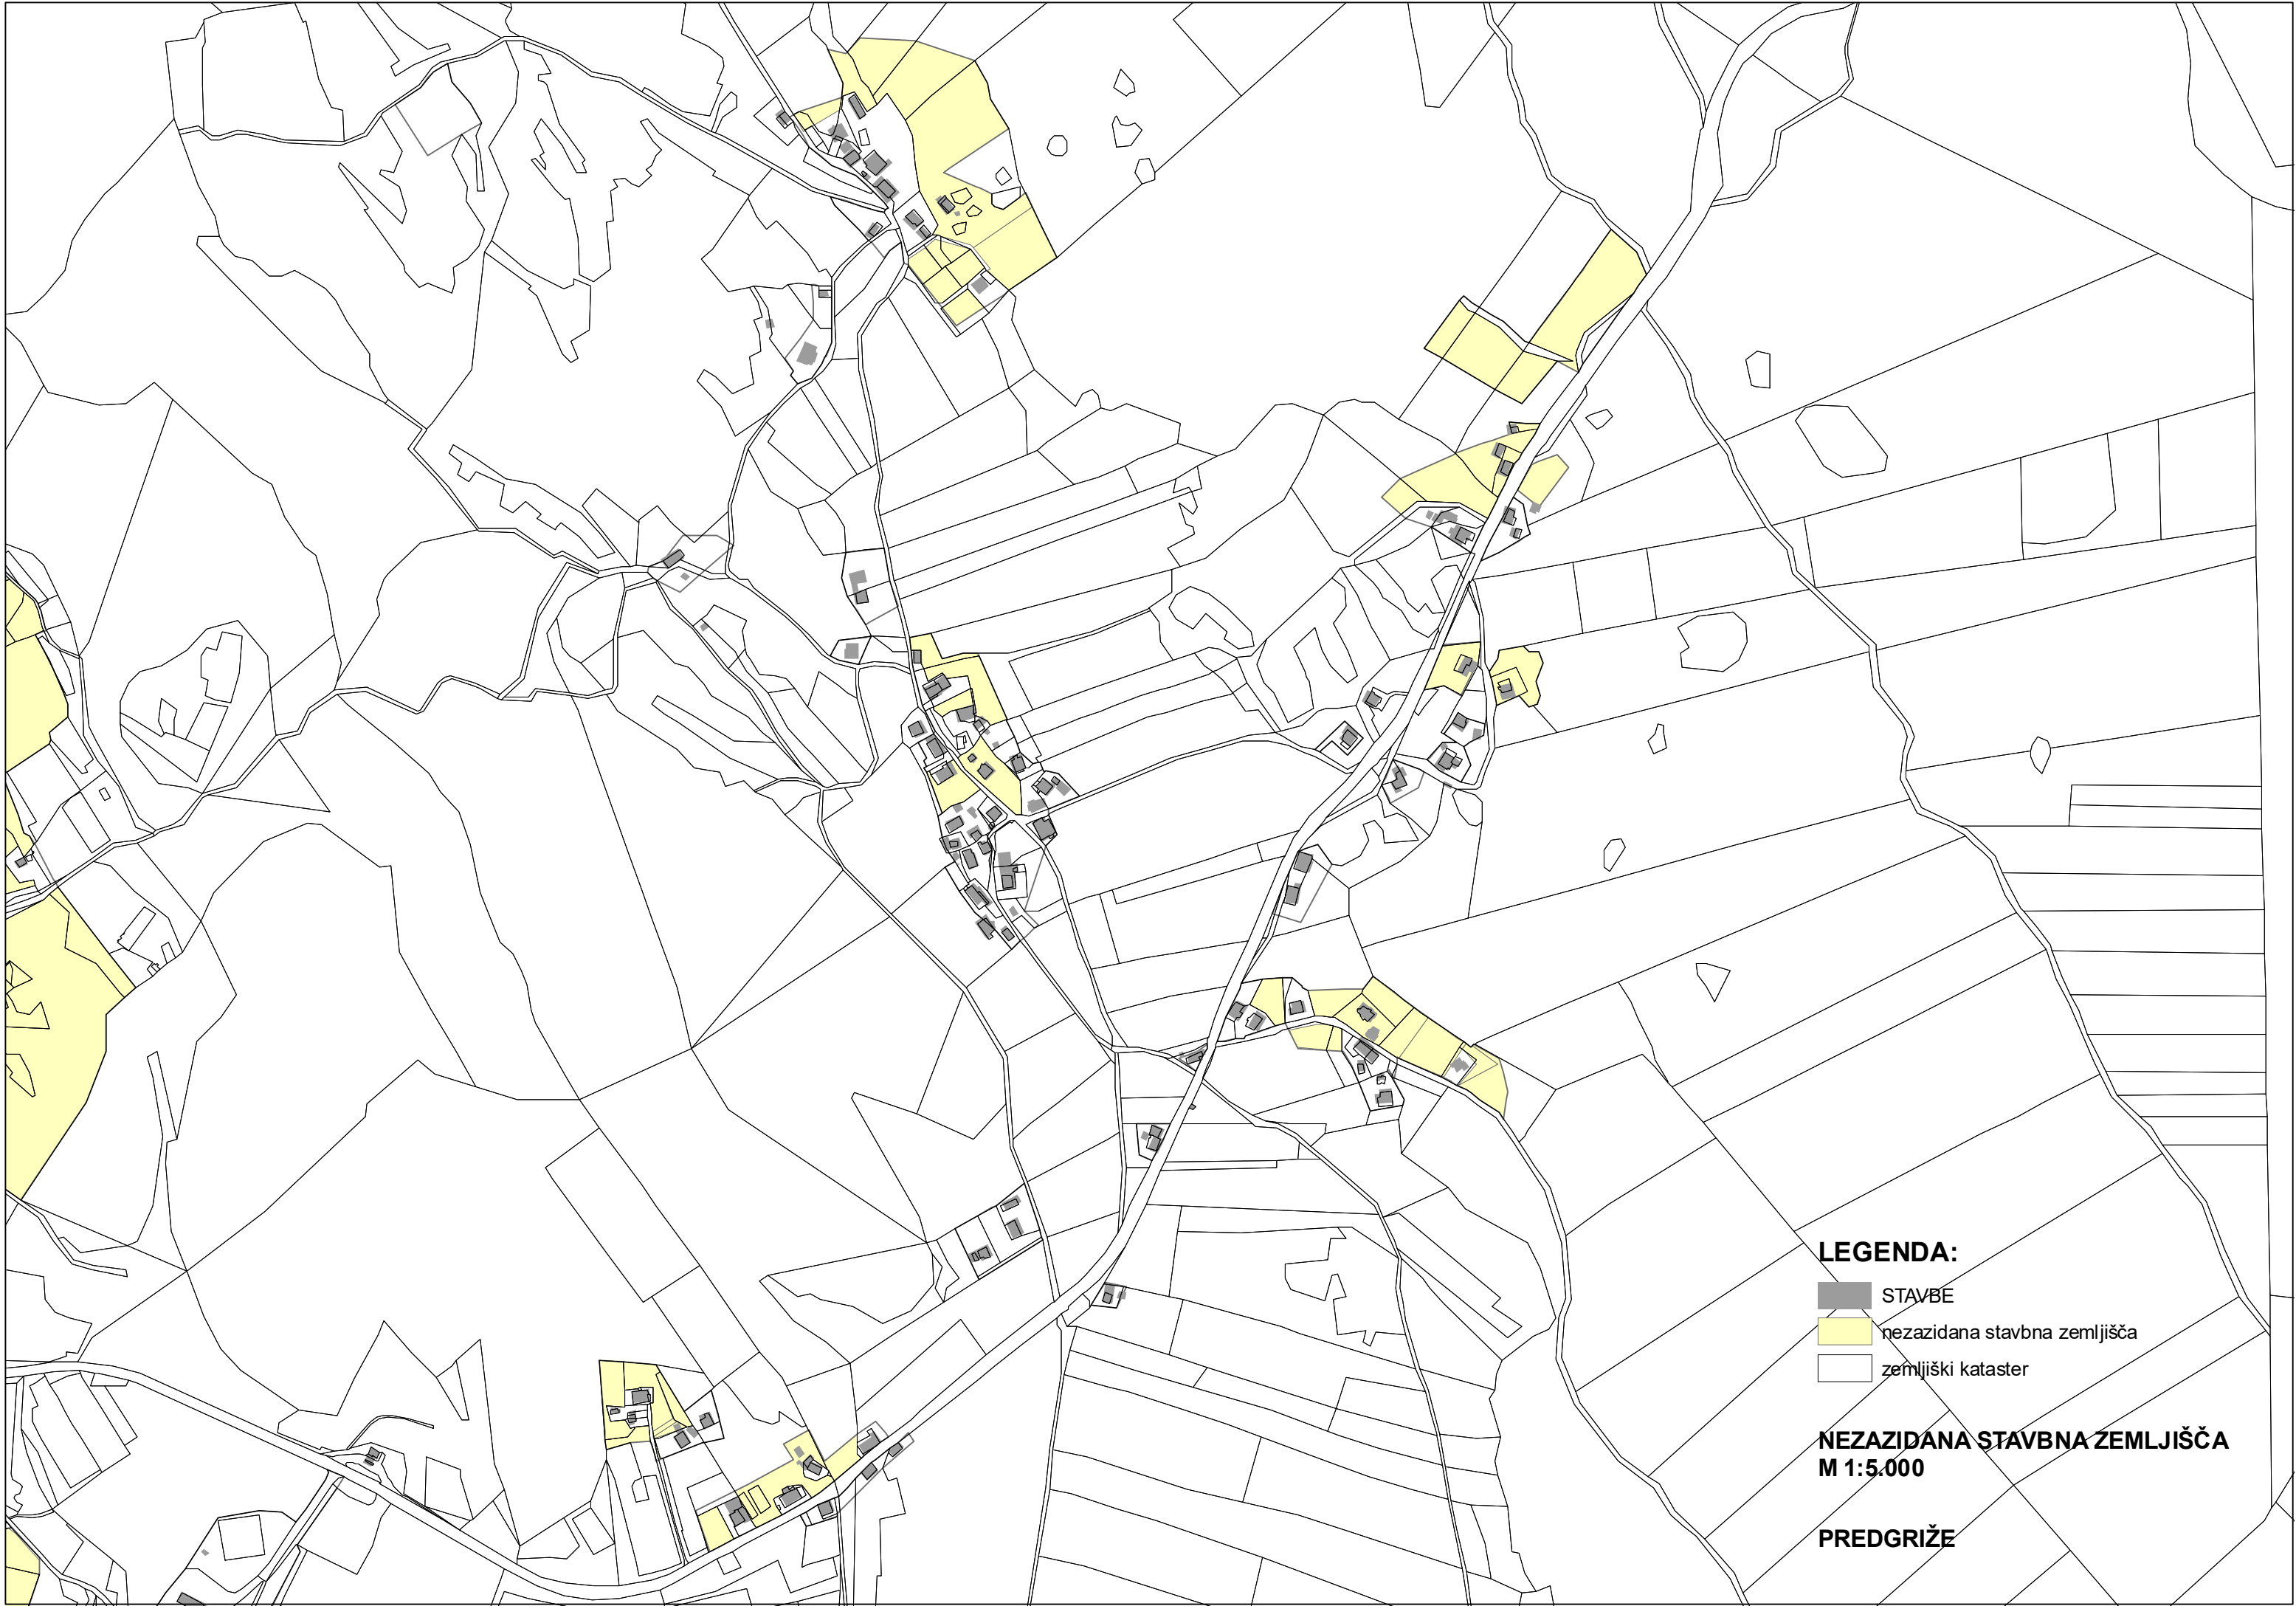 LEGENDA:
STAVBE
nezazidana stavbna zemljišča
zemljiški kataster
NEZAZIDANA STAVBNA ZEMLJIŠČA
M 1:5.000
PREDGRIŽE